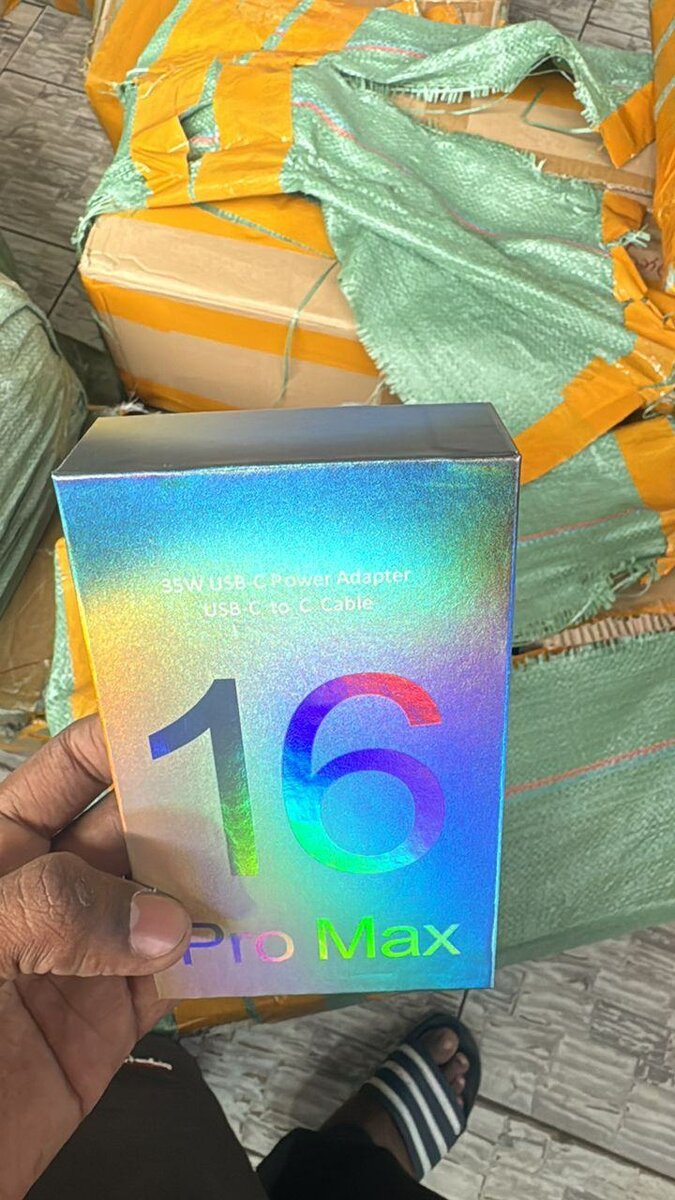 35W USB-C Power Adapter
USB-C to C Cable
16
Pro Max